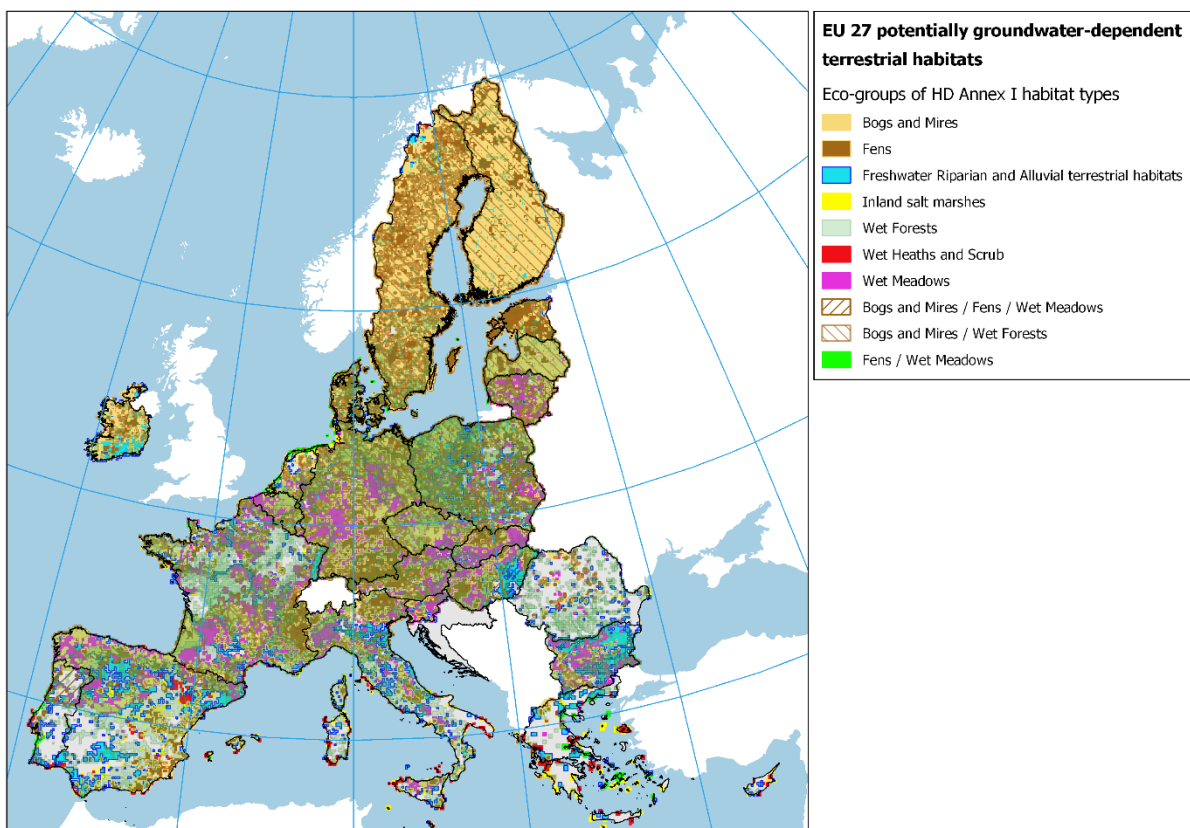 EU 27 potentially groundwater-dependent
terrestrial habitats
Eco-groups of HD Annex I habitat types
Bogs and Mires
Fens
Freshwater Riparian and Alluvial terrestrial habitats
Inland salt marshes
Wet Forests
Wet Heaths and Scrub
Wet Meadows
Bogs and Mires / Fens / Wet Meadows
Bogs and Mires / Wet Forests
Fens / Wet Meadows